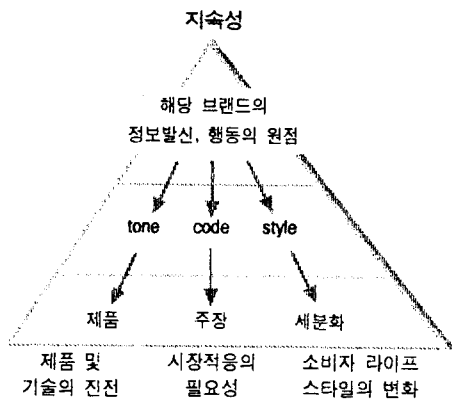 지속성
해당 브랜드의
정보발신, 행동의 원점
tone code style
제품 주장 세분화
제품 및 시장적응의 소비자 라이프
기술의 진전 필요성 스타일의 변화